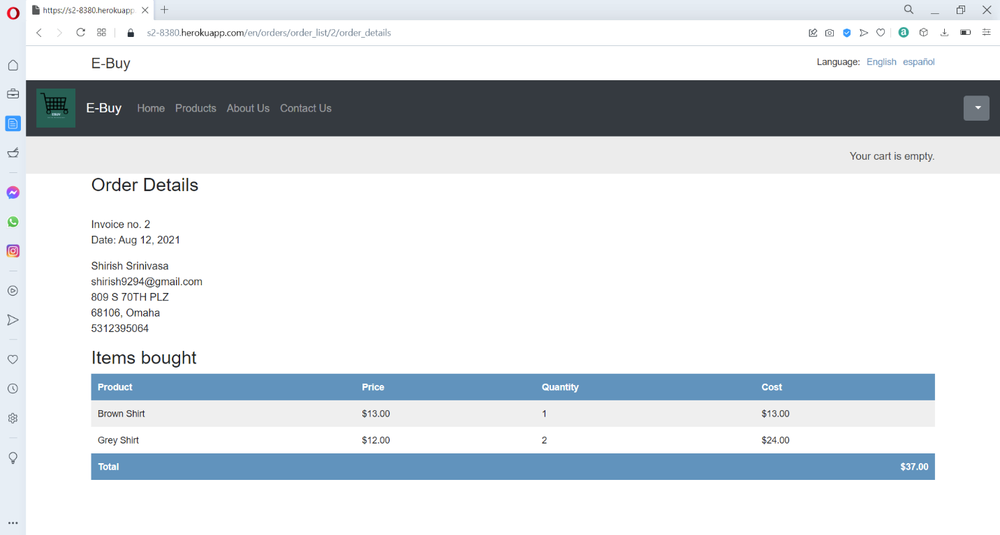 https://s2-8380.herokuapp
s2-8380.herokuapp.com/en/orders/order_list/2/order_details
E-Buy
Language: English español
EBUY
E-Buy Home Products About Us Contact Us
Your cart is empty.
Order Details
Invoice no. 2
Date: Aug 12, 2021
Shirish Srinivasa
shirish9294@gmail.com
809 S 70TH PLZ
68106, Omaha
5312395064
Items bought
Product Price Quantity Cost
Brown Shirt $13.00 1 $13.00
Grey Shirt $12.00 2 $24.00
Total $37.00